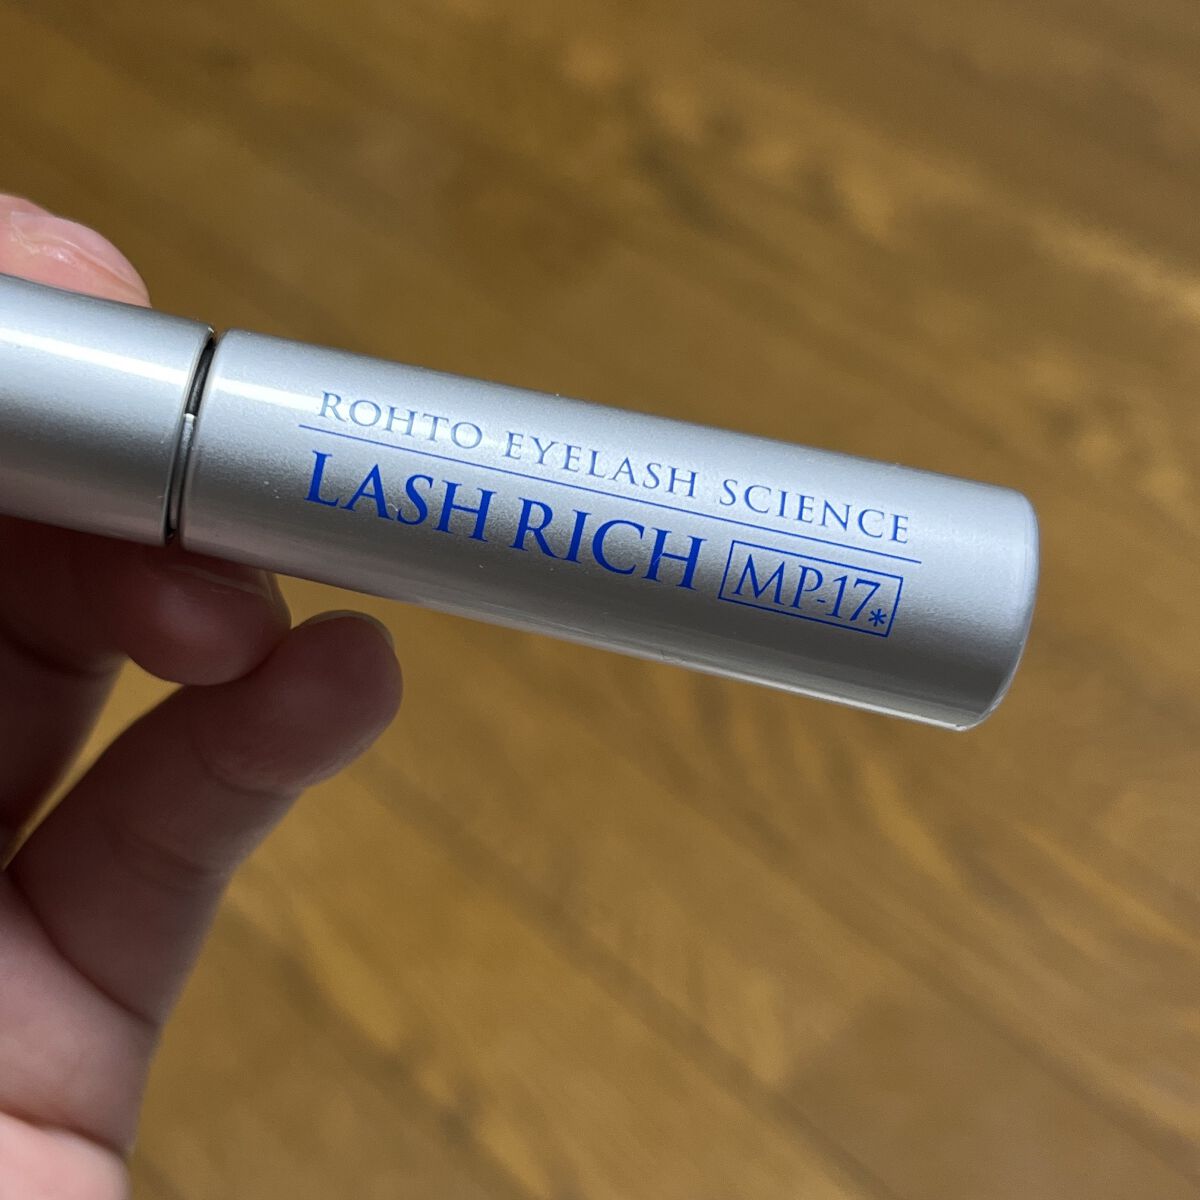 ROHTO EYELASH SCIENCE
LASH RICH MP-17*